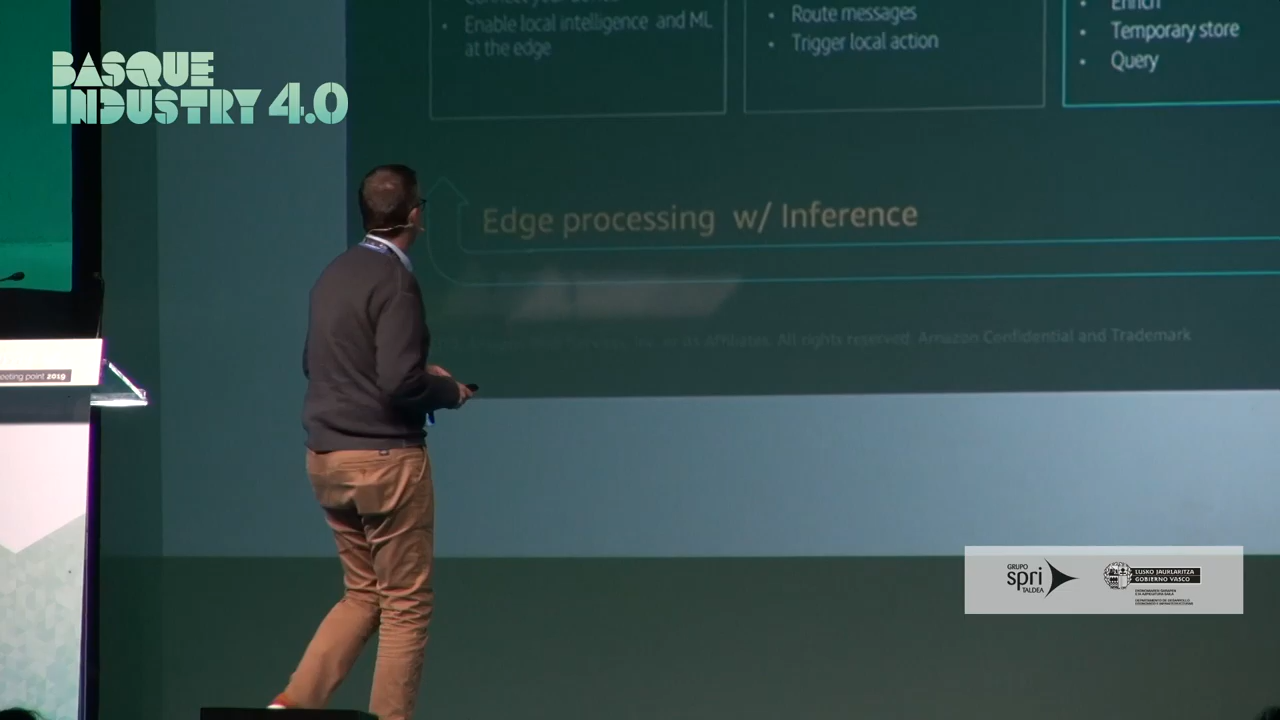 BASQUE
INDUSTRY 4.0
Enable local intelligence and ML
at the edge
Route messages
Trigger local action
Enrich
Temporary store
Query
Edge processing w/ Inference
Affiliates. All rights reserved. Amazon Confidential and Trademark
eeting point 2019
GRUPO
spri
TALDEA
EUSKO JAURLARITZA
GOBIERNO VASCO